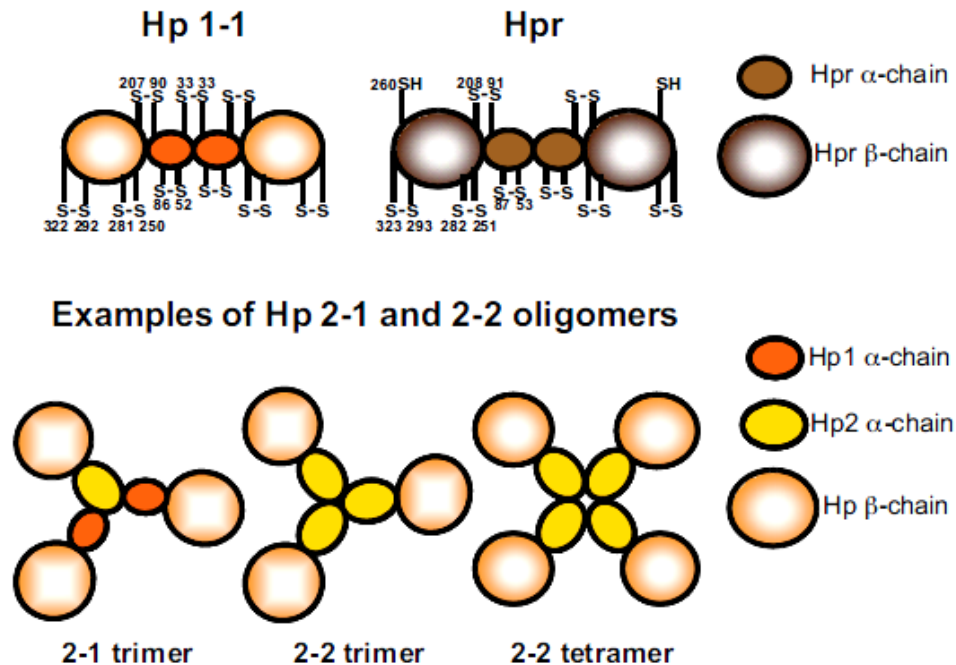 Hp 1-1
Hpr
207 90 33 33
S-S S-S S-S
86 52
S-S S-S
S-S S-S S-S S-S
322 292 281 250
260 SH 208 91 SH
S-S S-S
87 53
S-S S-S
S-S S-S S-S S-S
323 293 282 251
Hpr α-chain
Hpr β-chain
Examples of Hp 2-1 and 2-2 oligomers
Hp1 α-chain
Hp2 α-chain
Hp β-chain
2-1 trimer
2-2 trimer
2-2 tetramer